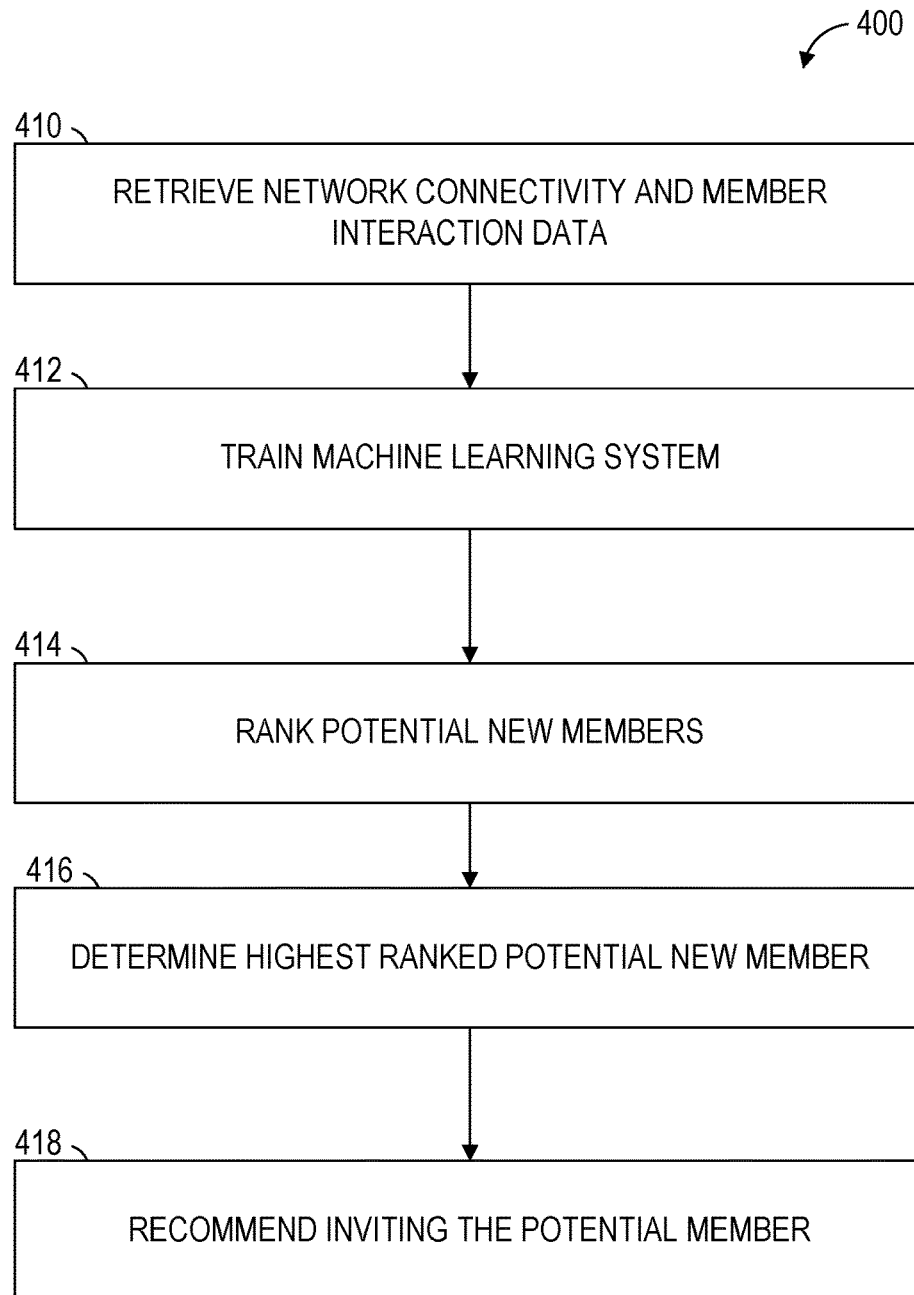 400
410
RETRIEVE NETWORK CONNECTIVITY AND MEMBER
INTERACTION DATA
412
TRAIN MACHINE LEARNING SYSTEM
414
RANK POTENTIAL NEW MEMBERS
416
DETERMINE HIGHEST RANKED POTENTIAL NEW MEMBER
418
RECOMMEND INVITING THE POTENTIAL MEMBER